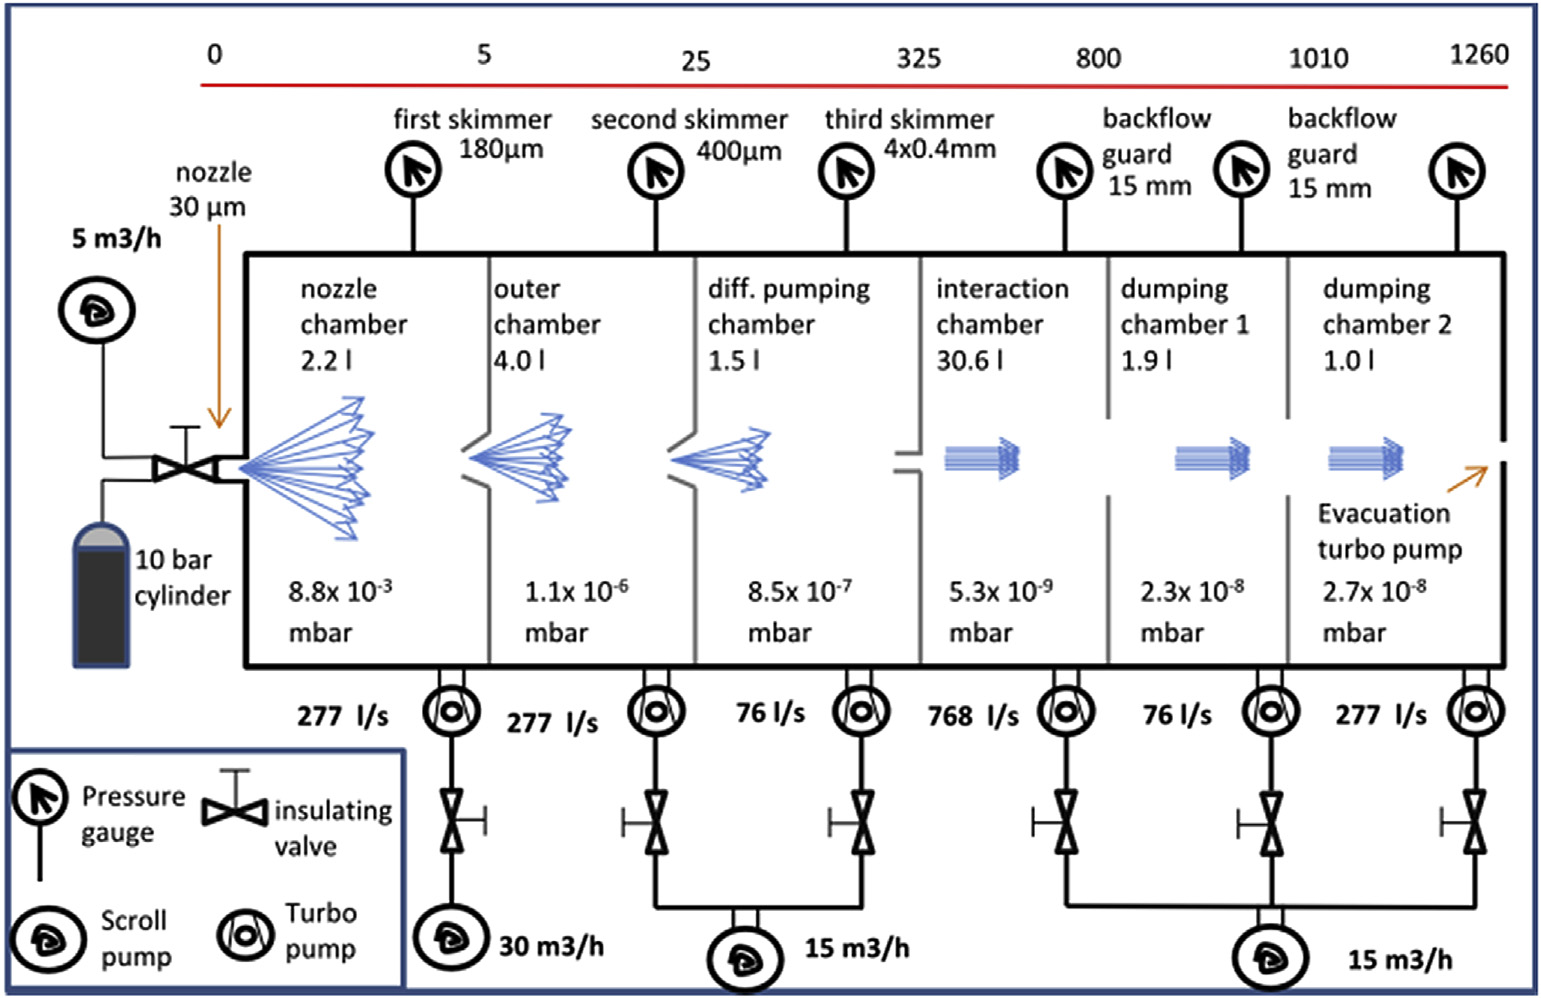 0 5 25 325 800 1010 1260
first skimmer
180µm
second skimmer
400µm
third skimmer
4x0.4mm
backflow
guard
15 mm
backflow
guard
15 mm
nozzle
30 µm
5 m3/h
nozzle
chamber
2.2 l
outer
chamber
4.0 l
diff. pumping
chamber
1.5 l
interaction
chamber
30.6 l
dumping
chamber 1
1.9 l
dumping
chamber 2
1.0 l
10 bar
cylinder
Evacuation
turbo pump
8.8x 10⁻³
mbar
1.1x 10⁻⁶
mbar
8.5x 10⁻⁷
mbar
5.3x 10⁻⁹
mbar
2.3x 10⁻⁸
mbar
2.7x 10⁻⁸
mbar
277 l/s
277 l/s
76 l/s
768 l/s
76 l/s
277 l/s
Pressure
gauge
insulating
valve
Scroll
pump
Turbo
pump
30 m3/h
15 m3/h
15 m3/h